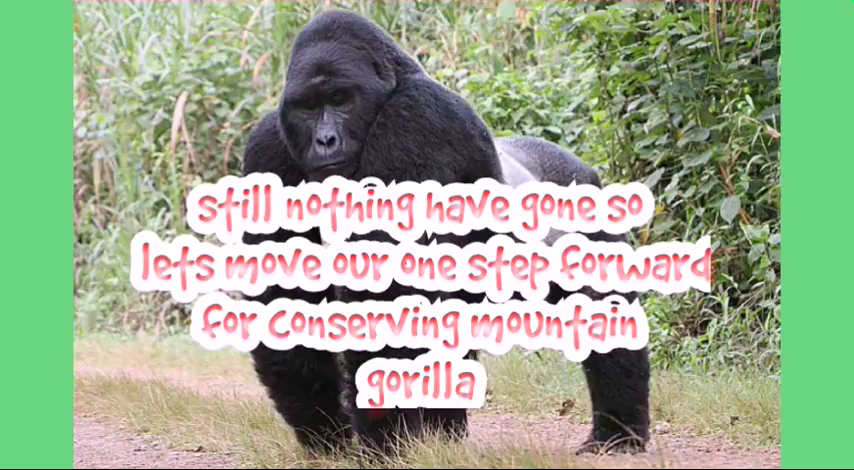 still nothing have gone so
lets move our one step forward
for conserving mountain
gorilla